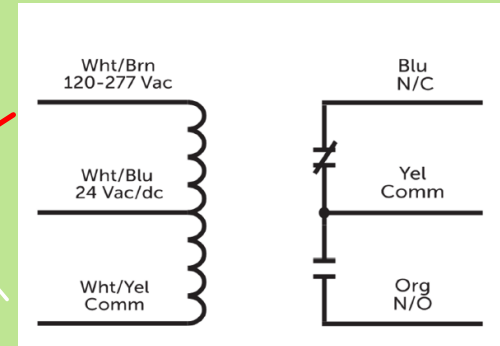 Wht/Brn
120-277 Vac
Blu
N/C
Wht/Blu
24 Vac/dc
Yel
Comm
Wht/Yel
Comm
Org
N/O